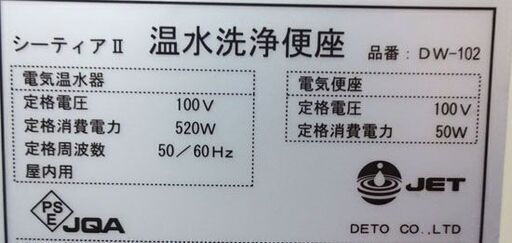 シーティアⅡ 温水洗浄便座 品番：DW-102
電気温水器
定格電圧 100V
定格消費電力 520W
定格周波数 50／60Hz
屋内用
電気便座
定格電圧 100V
定格消費電力 50W
PSE JQA
JET
DETO CO.,LTD